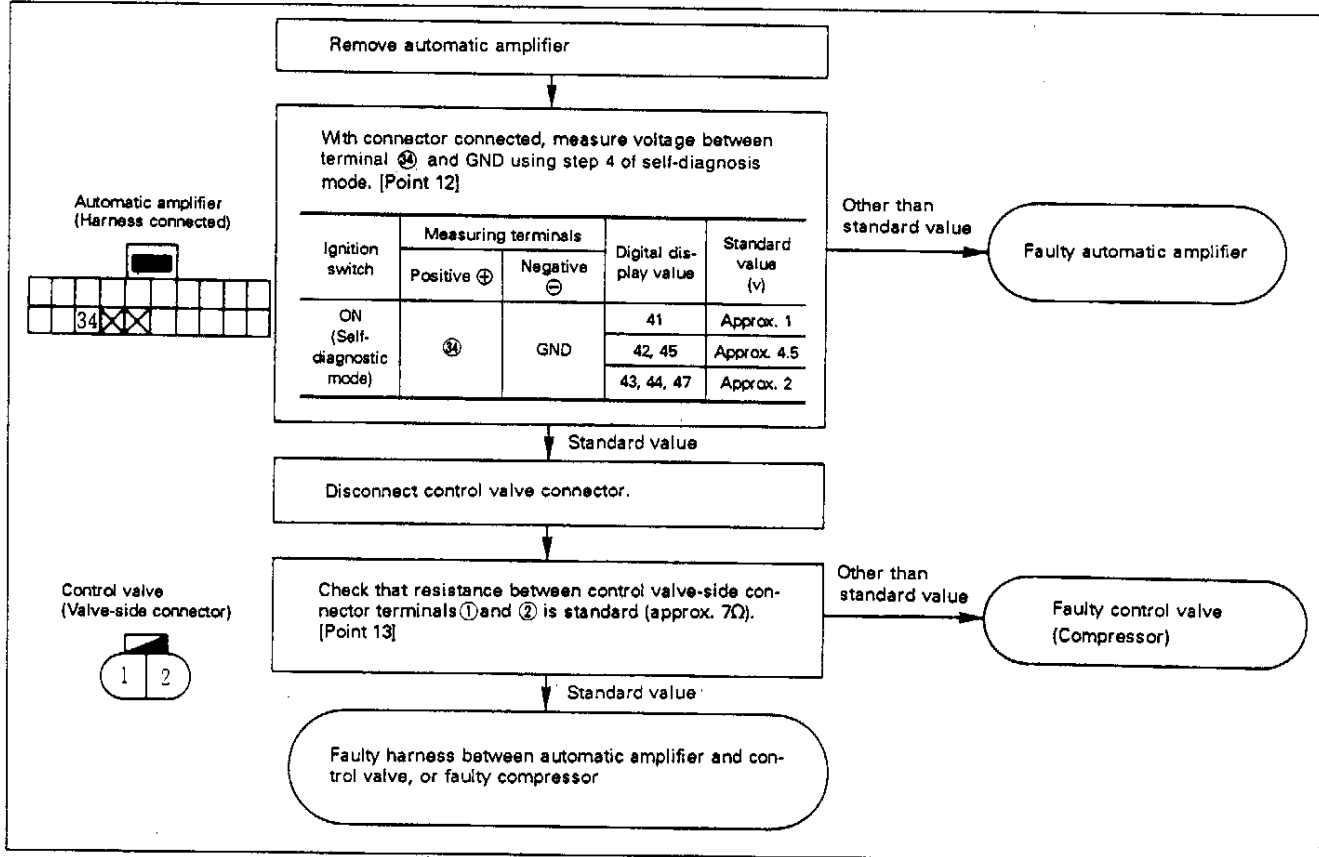 Remove automatic amplifier
With connector connected, measure voltage between
terminal ㉞ and GND using step 4 of self-diagnosis
mode. [Point 12]
Automatic amplifier
(Harness connected)
34
Ignition
switch
Measuring terminals
Positive ⊕
Negative
⊖
Digital dis-
play value
Standard
value
(v)
ON
(Self-
diagnostic
mode)
㉞
GND
41
Approx. 1
42, 45
Approx. 4.5
43, 44, 47
Approx. 2
Other than
standard value
Faulty automatic amplifier
Standard value
Disconnect control valve connector.
Control valve
(Valve-side connector)
1 2
Check that resistance between control valve-side con-
nector terminals ① and ② is standard (approx. 7Ω).
[Point 13]
Other than
standard value
Faulty control valve
(Compressor)
Standard value
Faulty harness between automatic amplifier and con-
trol valve, or faulty compressor